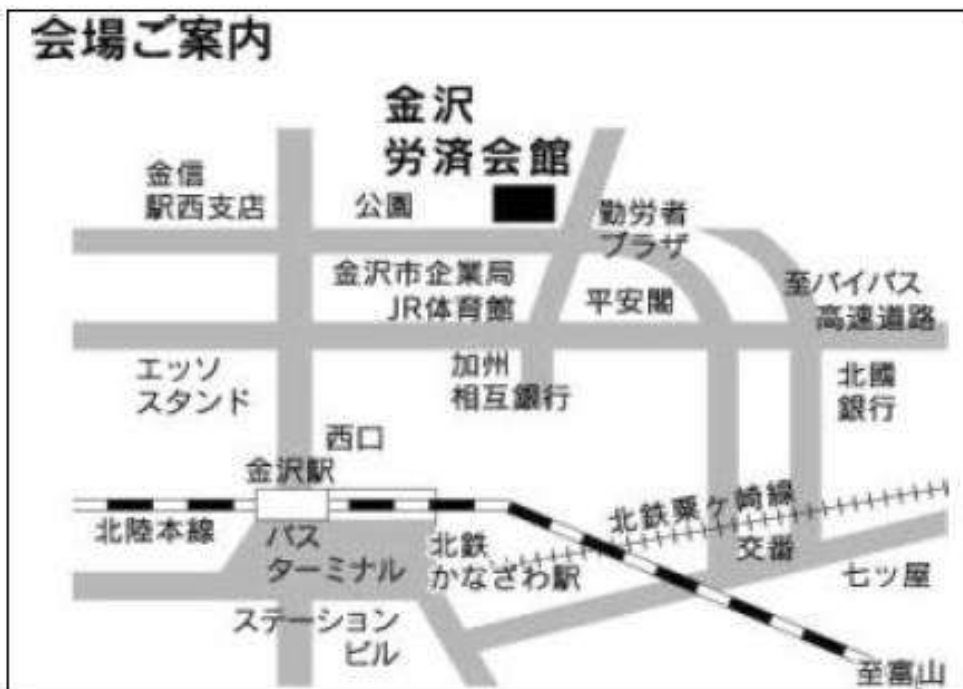 会場ご案内
金沢
労済会館
金信
駅西支店
公園
勤労者
プラザ
金沢市企業局
JR体育館
平安閣
至バイパス
高速道路
エッソ
スタンド
加州
相互銀行
北國
銀行
西口
金沢駅
北陸本線
バス
ターミナル
北鉄
かなざわ駅
北鉄粟ヶ崎線
交番
七ツ屋
ステーション
ビル
至富山